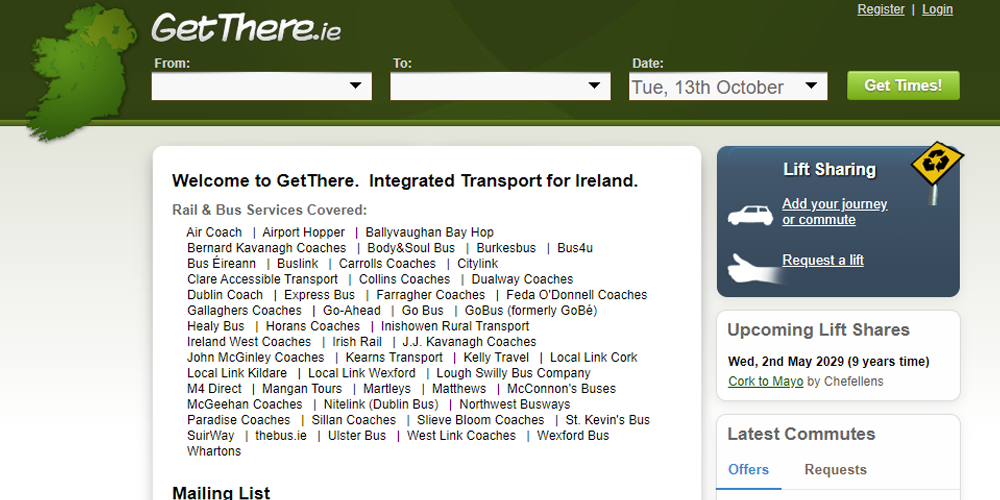 GetThere.ie
Register | Login
From:
To:
Date:
Tue, 13th October
Get Times!
Welcome to GetThere. Integrated Transport for Ireland.
Rail & Bus Services Covered:
Air Coach | Airport Hopper | Ballyvaughan Bay Hop
Bernard Kavanagh Coaches | Body&Soul Bus | Burkesbus | Bus4u
Bus Éireann | Buslink | Carrolls Coaches | Citylink
Clare Accessible Transport | Collins Coaches | Dualway Coaches
Dublin Coach | Express Bus | Farragher Coaches | Feda O'Donnell Coaches
Gallaghers Coaches | Go-Ahead | Go Bus | GoBus (formerly GoBé)
Healy Bus | Horans Coaches | Inishowen Rural Transport
Ireland West Coaches | Irish Rail | J.J. Kavanagh Coaches
John McGinley Coaches | Kearns Transport | Kelly Travel | Local Link Cork
Local Link Kildare | Local Link Wexford | Lough Swilly Bus Company
M4 Direct | Mangan Tours | Martleys | Matthews | McConnon's Buses
McGeehan Coaches | Nitelink (Dublin Bus) | Northwest Busways
Paradise Coaches | Sillan Coaches | Slieve Bloom Coaches | St. Kevin's Bus
SuirWay | thebus.ie | Ulster Bus | West Link Coaches | Wexford Bus
Whartons
Mailing List
Lift Sharing
Add your journey
or commute
Request a lift
Upcoming Lift Shares
Wed, 2nd May 2029 (9 years time)
Cork to Mayo by Chefellens
Latest Commutes
Offers
Requests